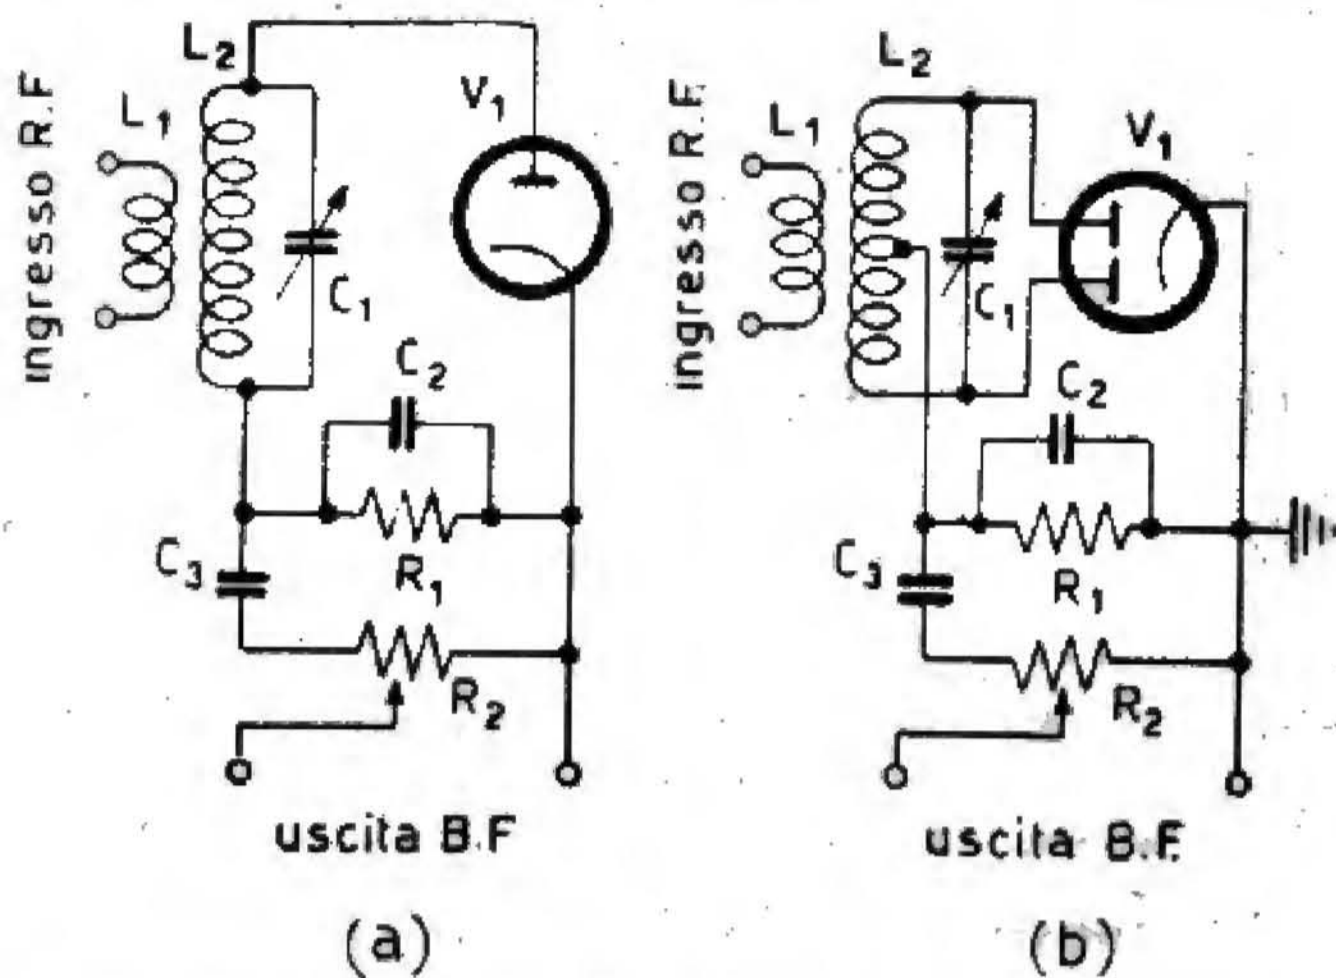 Ingresso R.F
L1
L2
C1
V1
C2
R1
C3
R2
uscita B.F
(a)
Ingresso R.F.
L1
L2
C1
V1
C2
R1
C3
R2
uscita B.F.
(b)